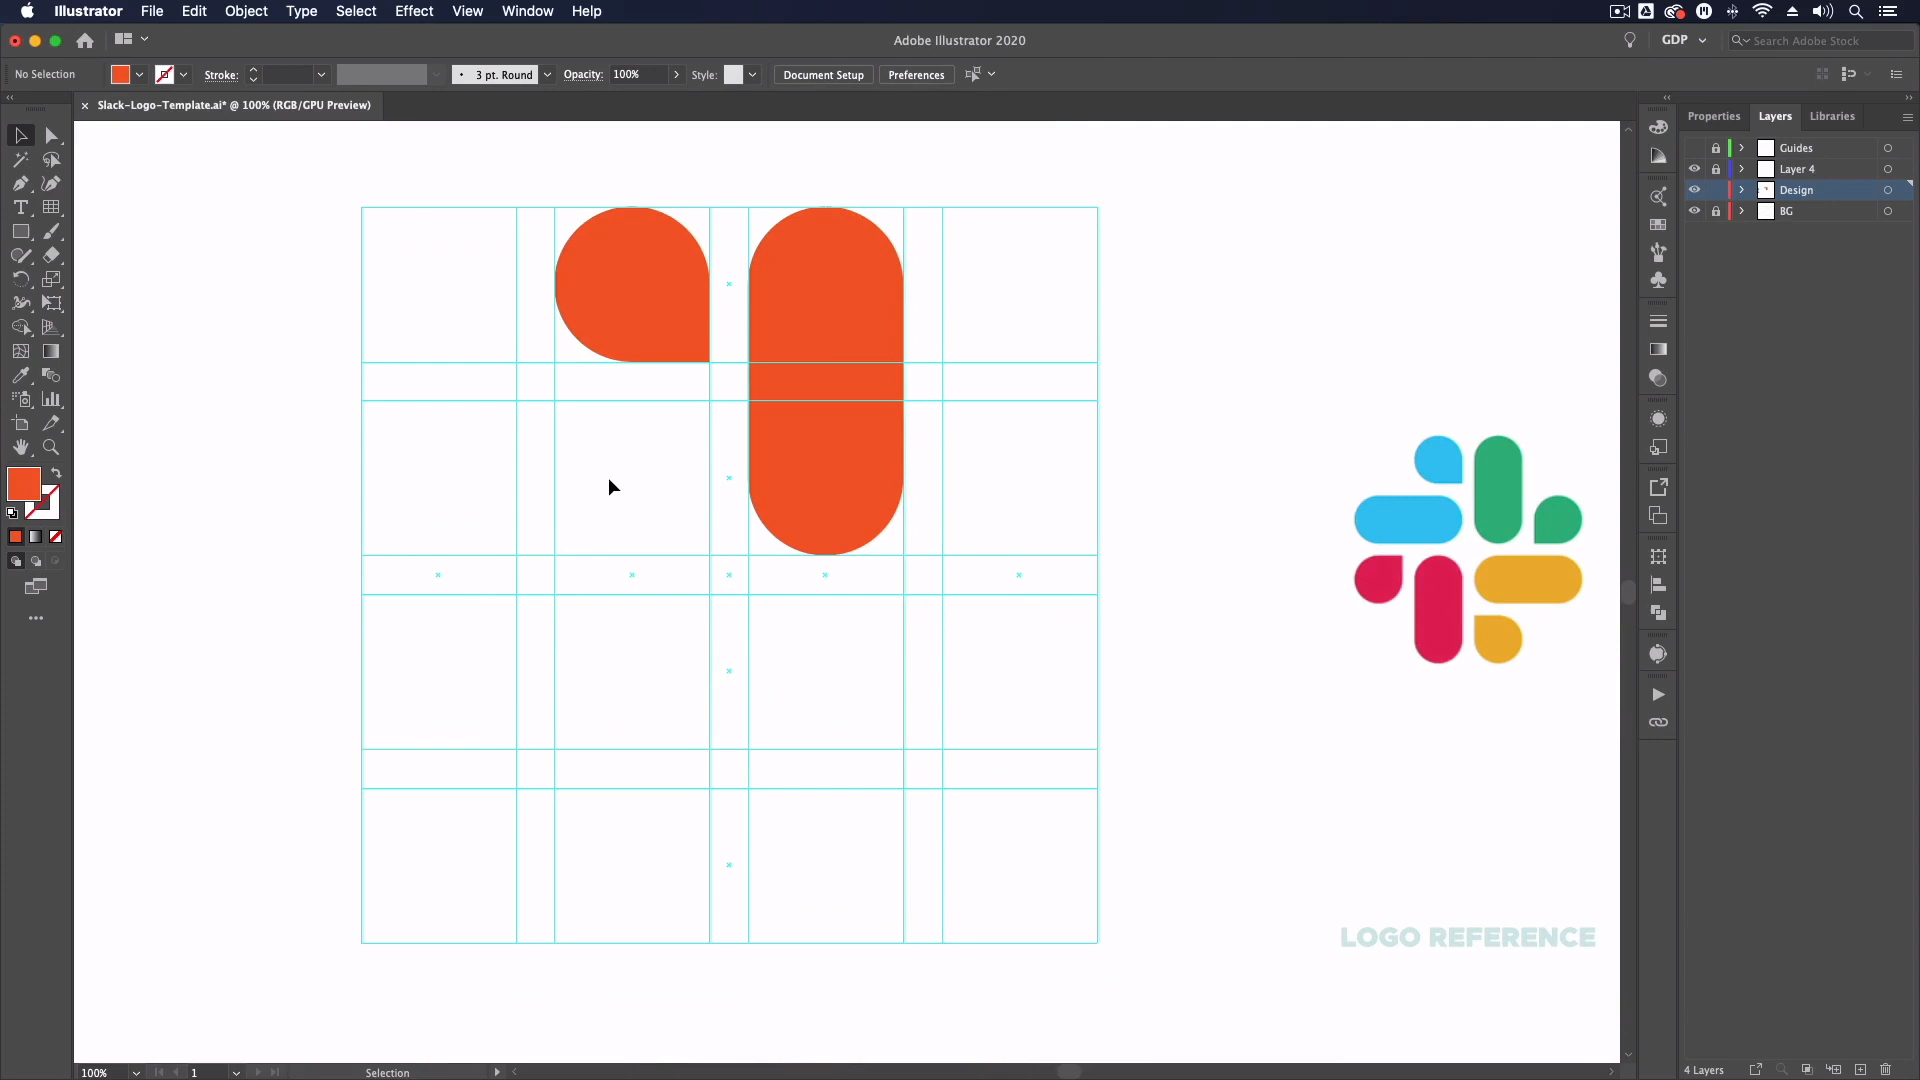 Illustrator File Edit Object Type Select Effect View Window Help
Adobe Illustrator 2020
GDP
Search Adobe Stock
No Selection
Stroke:
3 pt. Round
Opacity: 100%
Style:
Document Setup
Preferences
× Slack-Logo-Template.ai* @ 100% (RGB/GPU Preview)
Properties Layers Libraries
Guides
Layer 4
Design
BG
LOGO REFERENCE
100%
1
Selection
4 Layers